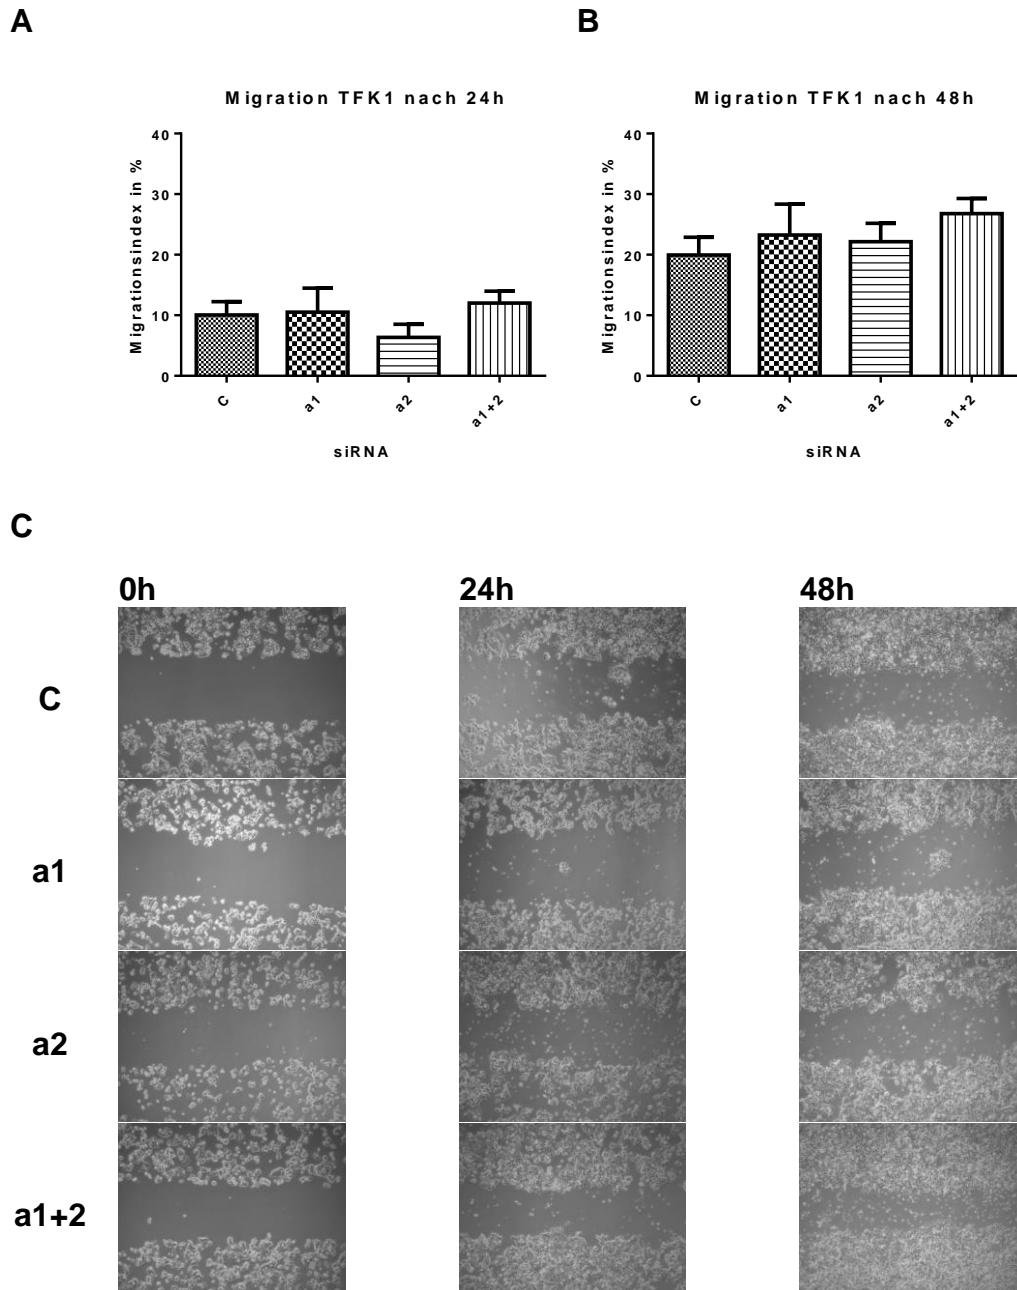 A
B
Migration TFK1 nach 24h
Migration TFK1 nach 48h
Migrationsindex in %
40
30
20
10
0
C
a1
a2
a1+2
siRNA
Migrationsindex in %
40
30
20
10
0
C
a1
a2
a1+2
siRNA
C
0h
24h
48h
C
a1
a2
a1+2